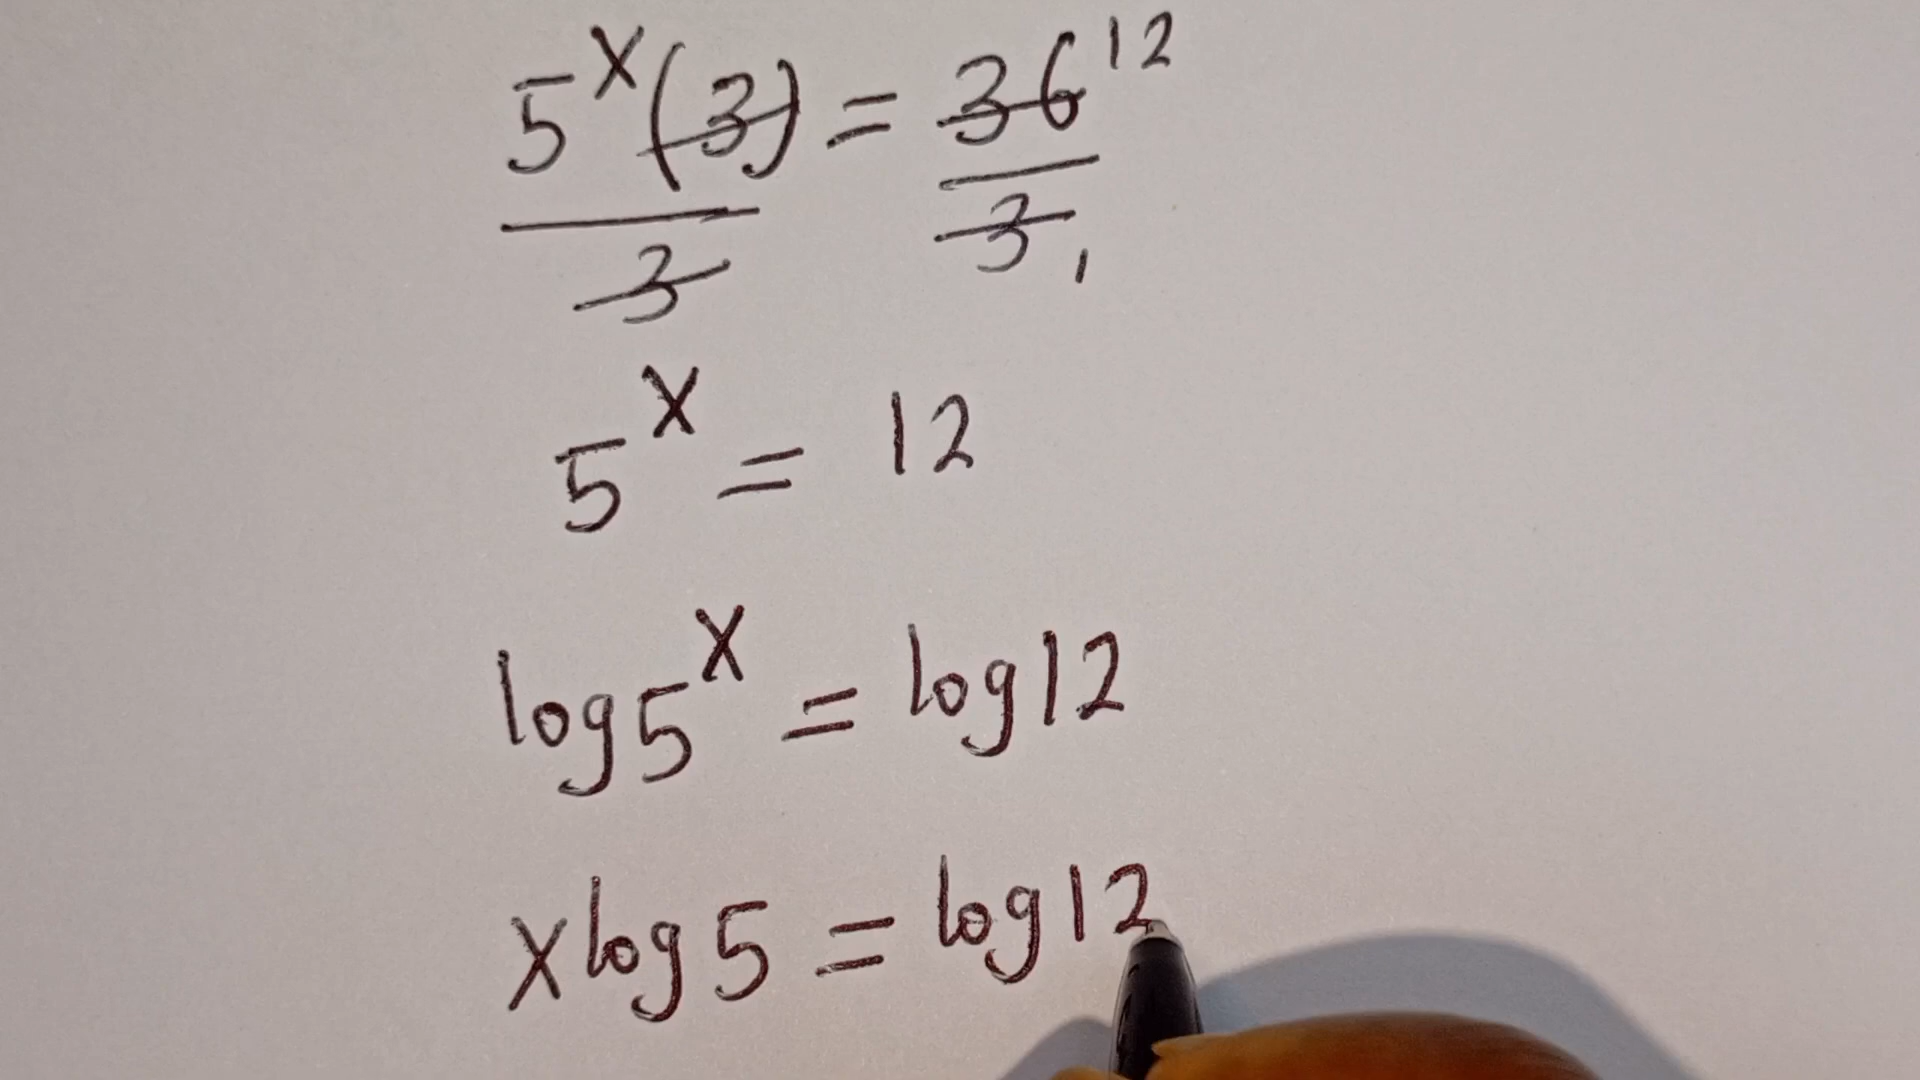 5^x(3) = 36 12
3 3 1
5^x = 12
log5^x = log12
xlog5 = log12